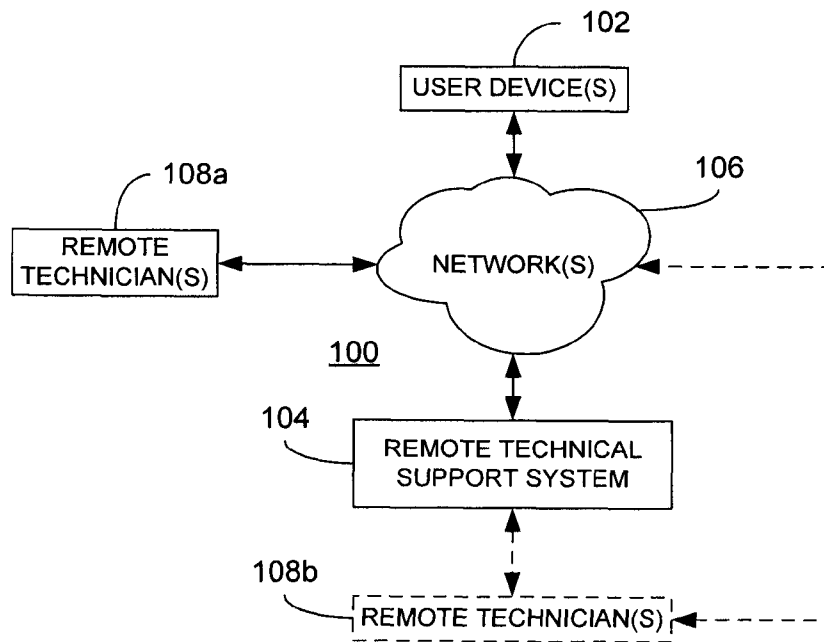 102
USER DEVICE(S)
108a
106
REMOTE
TECHNICIAN(S)
NETWORK(S)
100
104
REMOTE TECHNICAL
SUPPORT SYSTEM
108b
REMOTE TECHNICIAN(S)